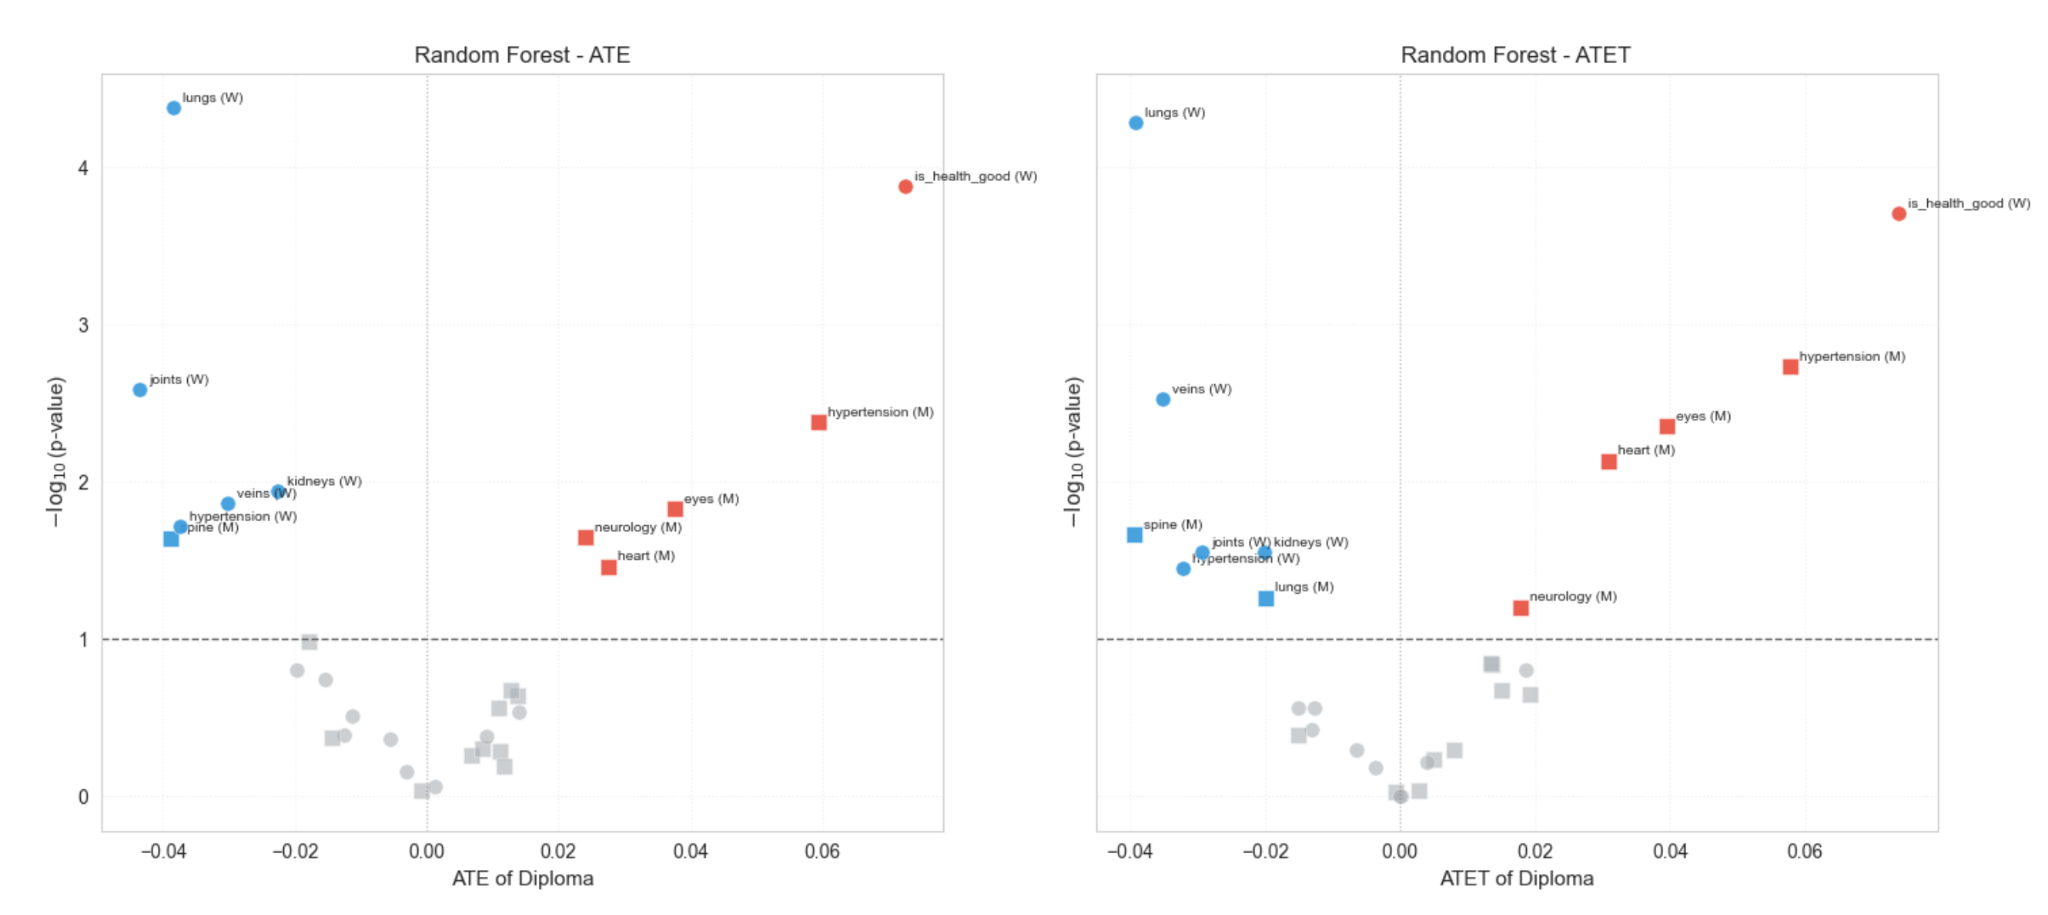 Random Forest - ATE
lungs (W)
is_health_good (W)
joints (W)
hypertension (M)
kidneys (W)
veins (W)
eyes (M)
hypertension (W)
spine (M)
neurology (M)
heart (M)
4
3
2
1
0
−log₁₀(p-value)
−0.04 −0.02 0.00 0.02 0.04 0.06
ATE of Diploma
Random Forest - ATET
lungs (W)
is_health_good (W)
hypertension (M)
veins (W)
eyes (M)
heart (M)
spine (M)
joints (W) kidneys (W)
hypertension (W)
lungs (M)
neurology (M)
−log₁₀(p-value)
−0.04 −0.02 0.00 0.02 0.04 0.06
ATET of Diploma